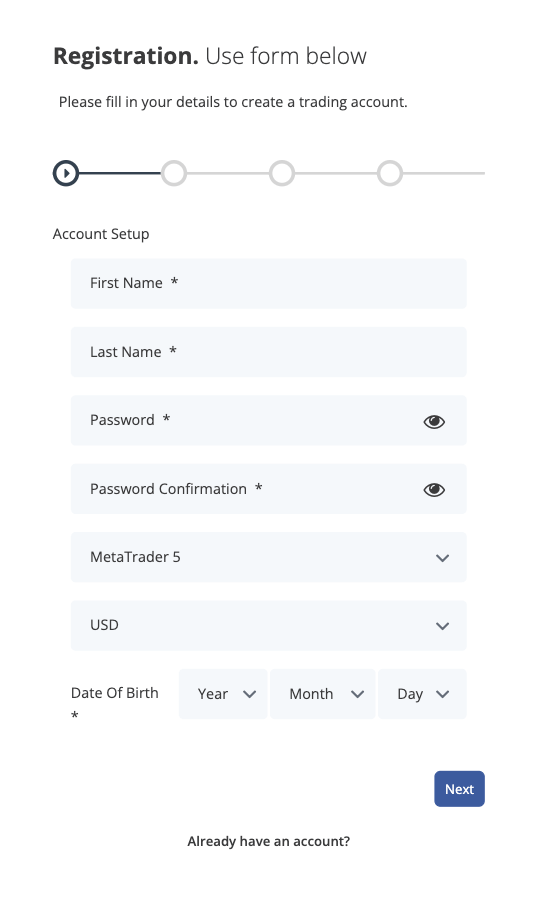 Registration. Use form below
Please fill in your details to create a trading account.
Account Setup
First Name *
Last Name *
Password *
Password Confirmation *
MetaTrader 5
USD
Date Of Birth
*
Year
Month
Day
Next
Already have an account?